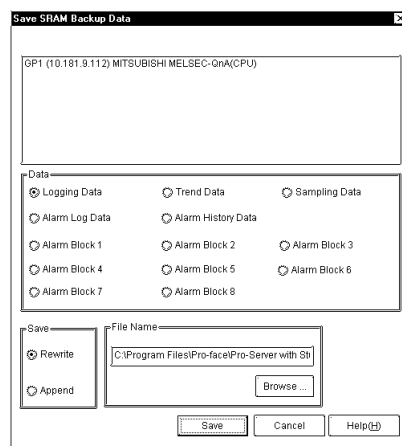 Save SRAM Backup Data
GP1 (10.181.9.112) MITSUBISHI MELSEC-QnA(CPU)
Data
Logging Data Trend Data Sampling Data
Alarm Log Data Alarm History Data
Alarm Block 1 Alarm Block 2 Alarm Block 3
Alarm Block 4 Alarm Block 5 Alarm Block 6
Alarm Block 7 Alarm Block 8
Save File Name
Rewrite C:\Program Files\Pro-face\Pro-Server with
Append Browse ...
Save Cancel Help(H)